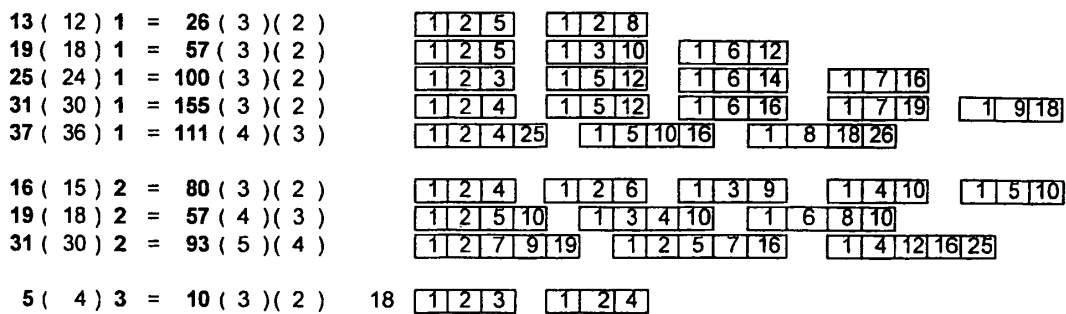 13 ( 12 ) 1 = 26 ( 3 )( 2 ) 1 2 5 1 2 8
19 ( 18 ) 1 = 57 ( 3 )( 2 ) 1 2 5 1 3 10 1 6 12
25 ( 24 ) 1 = 100 ( 3 )( 2 ) 1 2 3 1 5 12 1 6 14 1 7 16
31 ( 30 ) 1 = 155 ( 3 )( 2 ) 1 2 4 1 5 12 1 6 16 1 7 19 1 9 18
37 ( 36 ) 1 = 111 ( 4 )( 3 ) 1 2 4 25 1 5 10 16 1 8 18 26
16 ( 15 ) 2 = 80 ( 3 )( 2 ) 1 2 4 1 2 6 1 3 9 1 4 10 1 5 10
19 ( 18 ) 2 = 57 ( 4 )( 3 ) 1 2 5 10 1 3 4 10 1 6 8 10
31 ( 30 ) 2 = 93 ( 5 )( 4 ) 1 2 7 9 19 1 2 5 7 16 1 4 12 16 25
5 ( 4 ) 3 = 10 ( 3 )( 2 ) 18 1 2 3 1 2 4